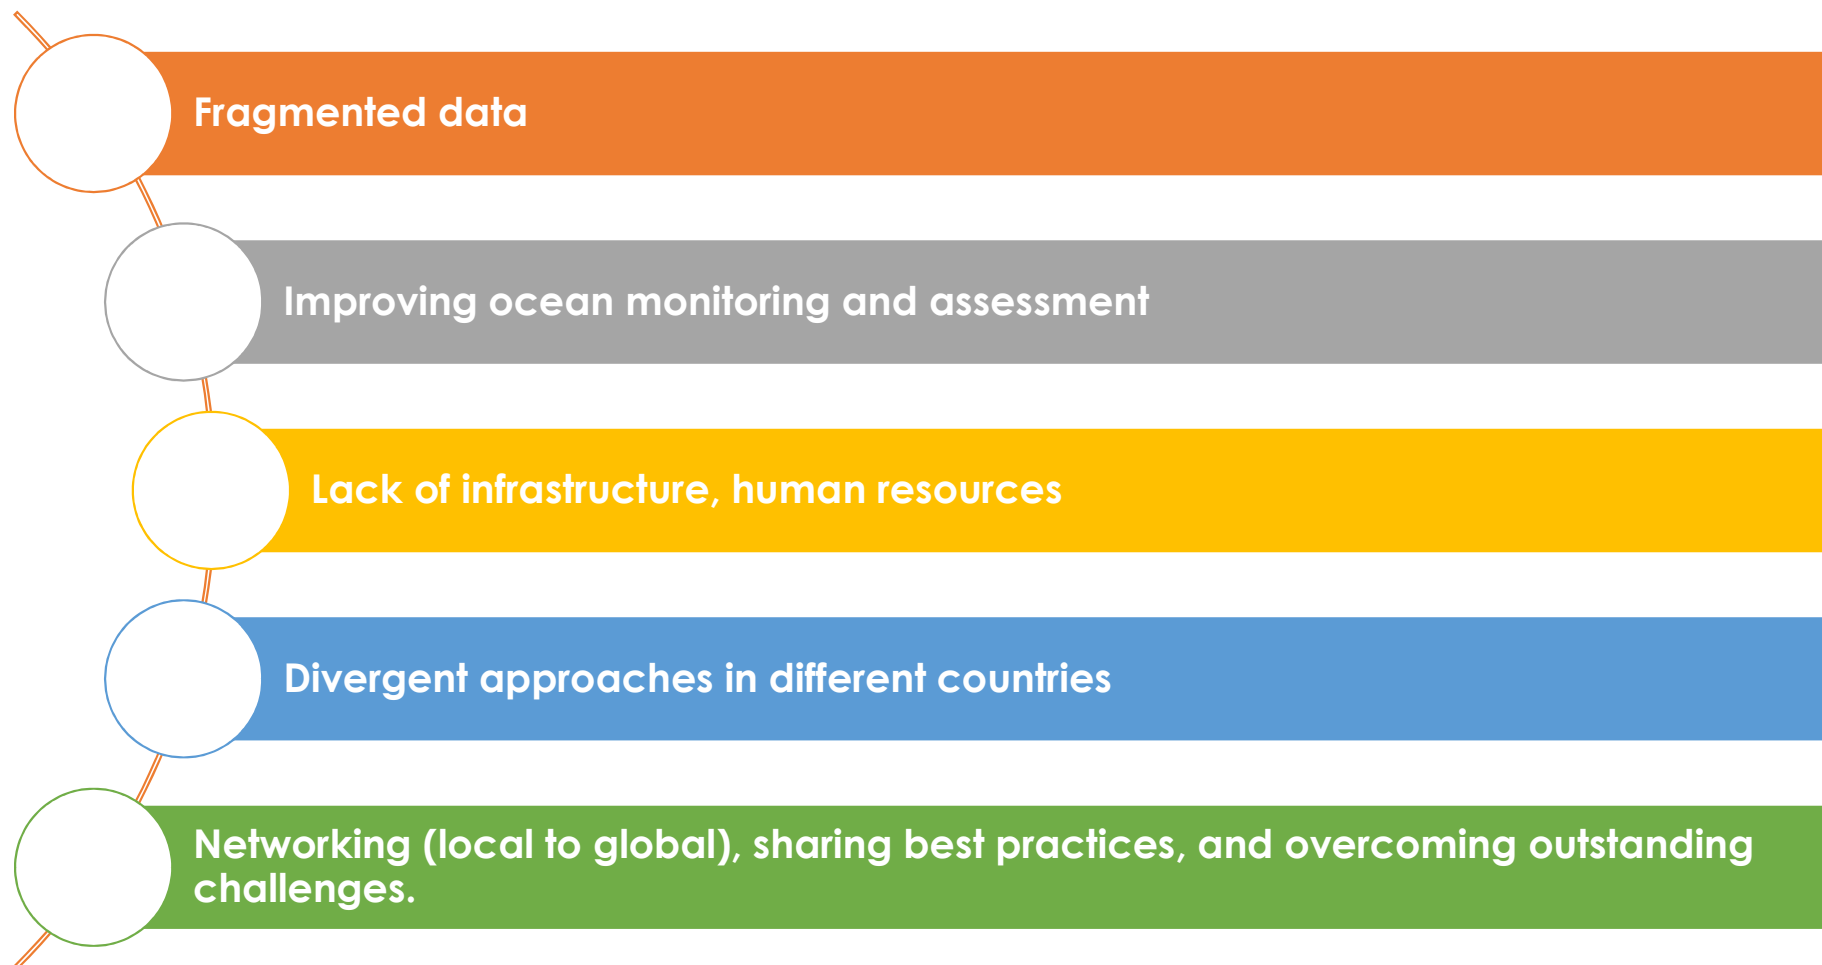 Fragmented data
Improving ocean monitoring and assessment
Lack of infrastructure, human resources
Divergent approaches in different countries
Networking (local to global), sharing best practices, and overcoming outstanding
challenges.